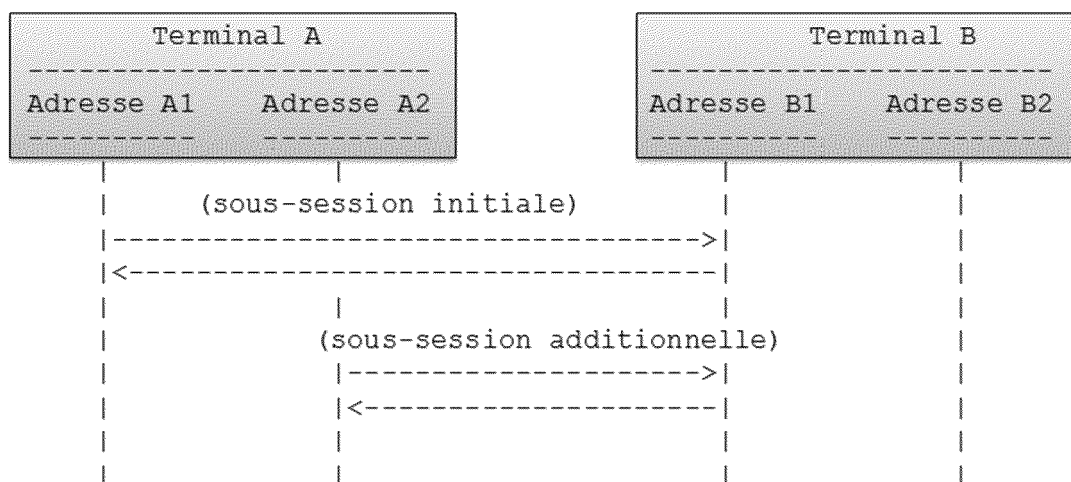 Terminal A Terminal B
Adresse A1 Adresse A2 Adresse B1 Adresse B2
(sous-session initiale)
(sous-session additionnelle)